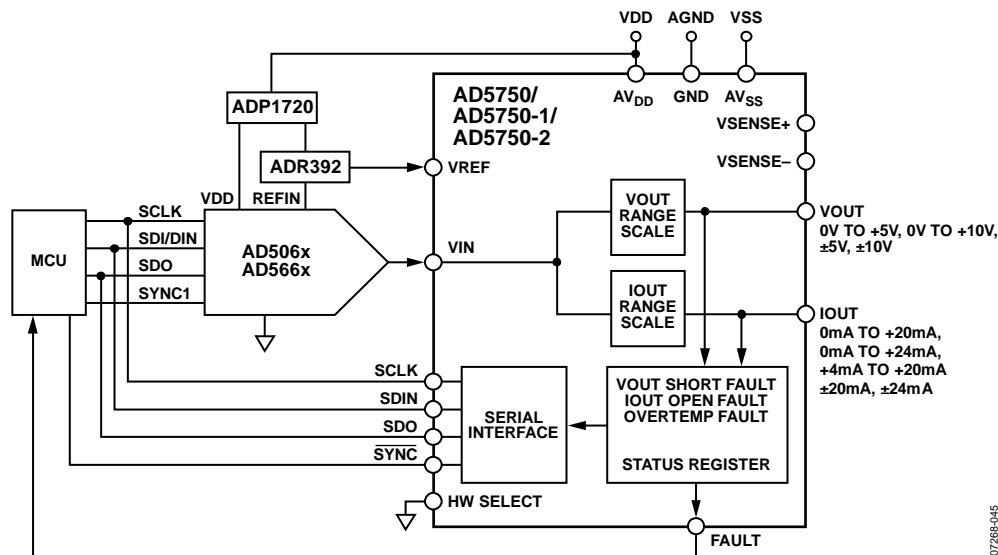 VDD
AGND
VSS
AVDD
GND
AVSS
AD5750/
AD5750-1/
AD5750-2
VSENSE+
VSENSE–
ADP1720
ADR392
VREF
VDD
REFIN
MCU
SCLK
SDI/DIN
SDO
SYNC1
AD506x
AD566x
VIN
VOUT
RANGE
SCALE
VOUT
0V TO +5V, 0V TO +10V,
±5V, ±10V
IOUT
RANGE
SCALE
IOUT
0mA TO +20mA,
0mA TO +24mA,
+4mA TO +20mA
±20mA, ±24mA
SCLK
SDIN
SDO
SYNC
SERIAL
INTERFACE
VOUT SHORT FAULT
IOUT OPEN FAULT
OVERTEMP FAULT
STATUS REGISTER
HW SELECT
FAULT
07268-045